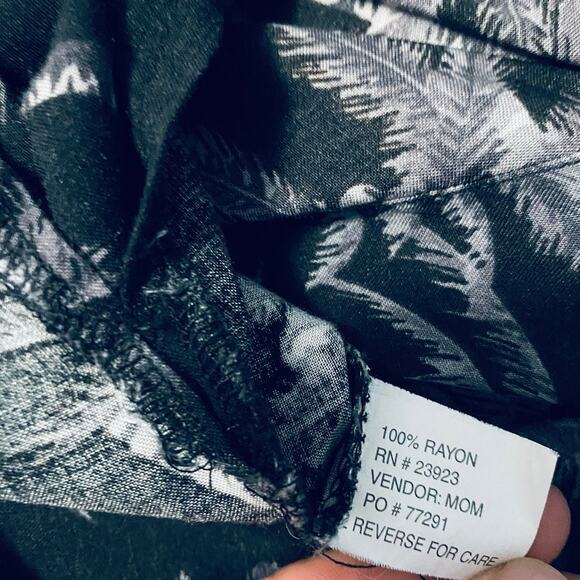 100% RAYON
RN # 23923
VENDOR: MOM
PO # 77291
REVERSE FOR CARE